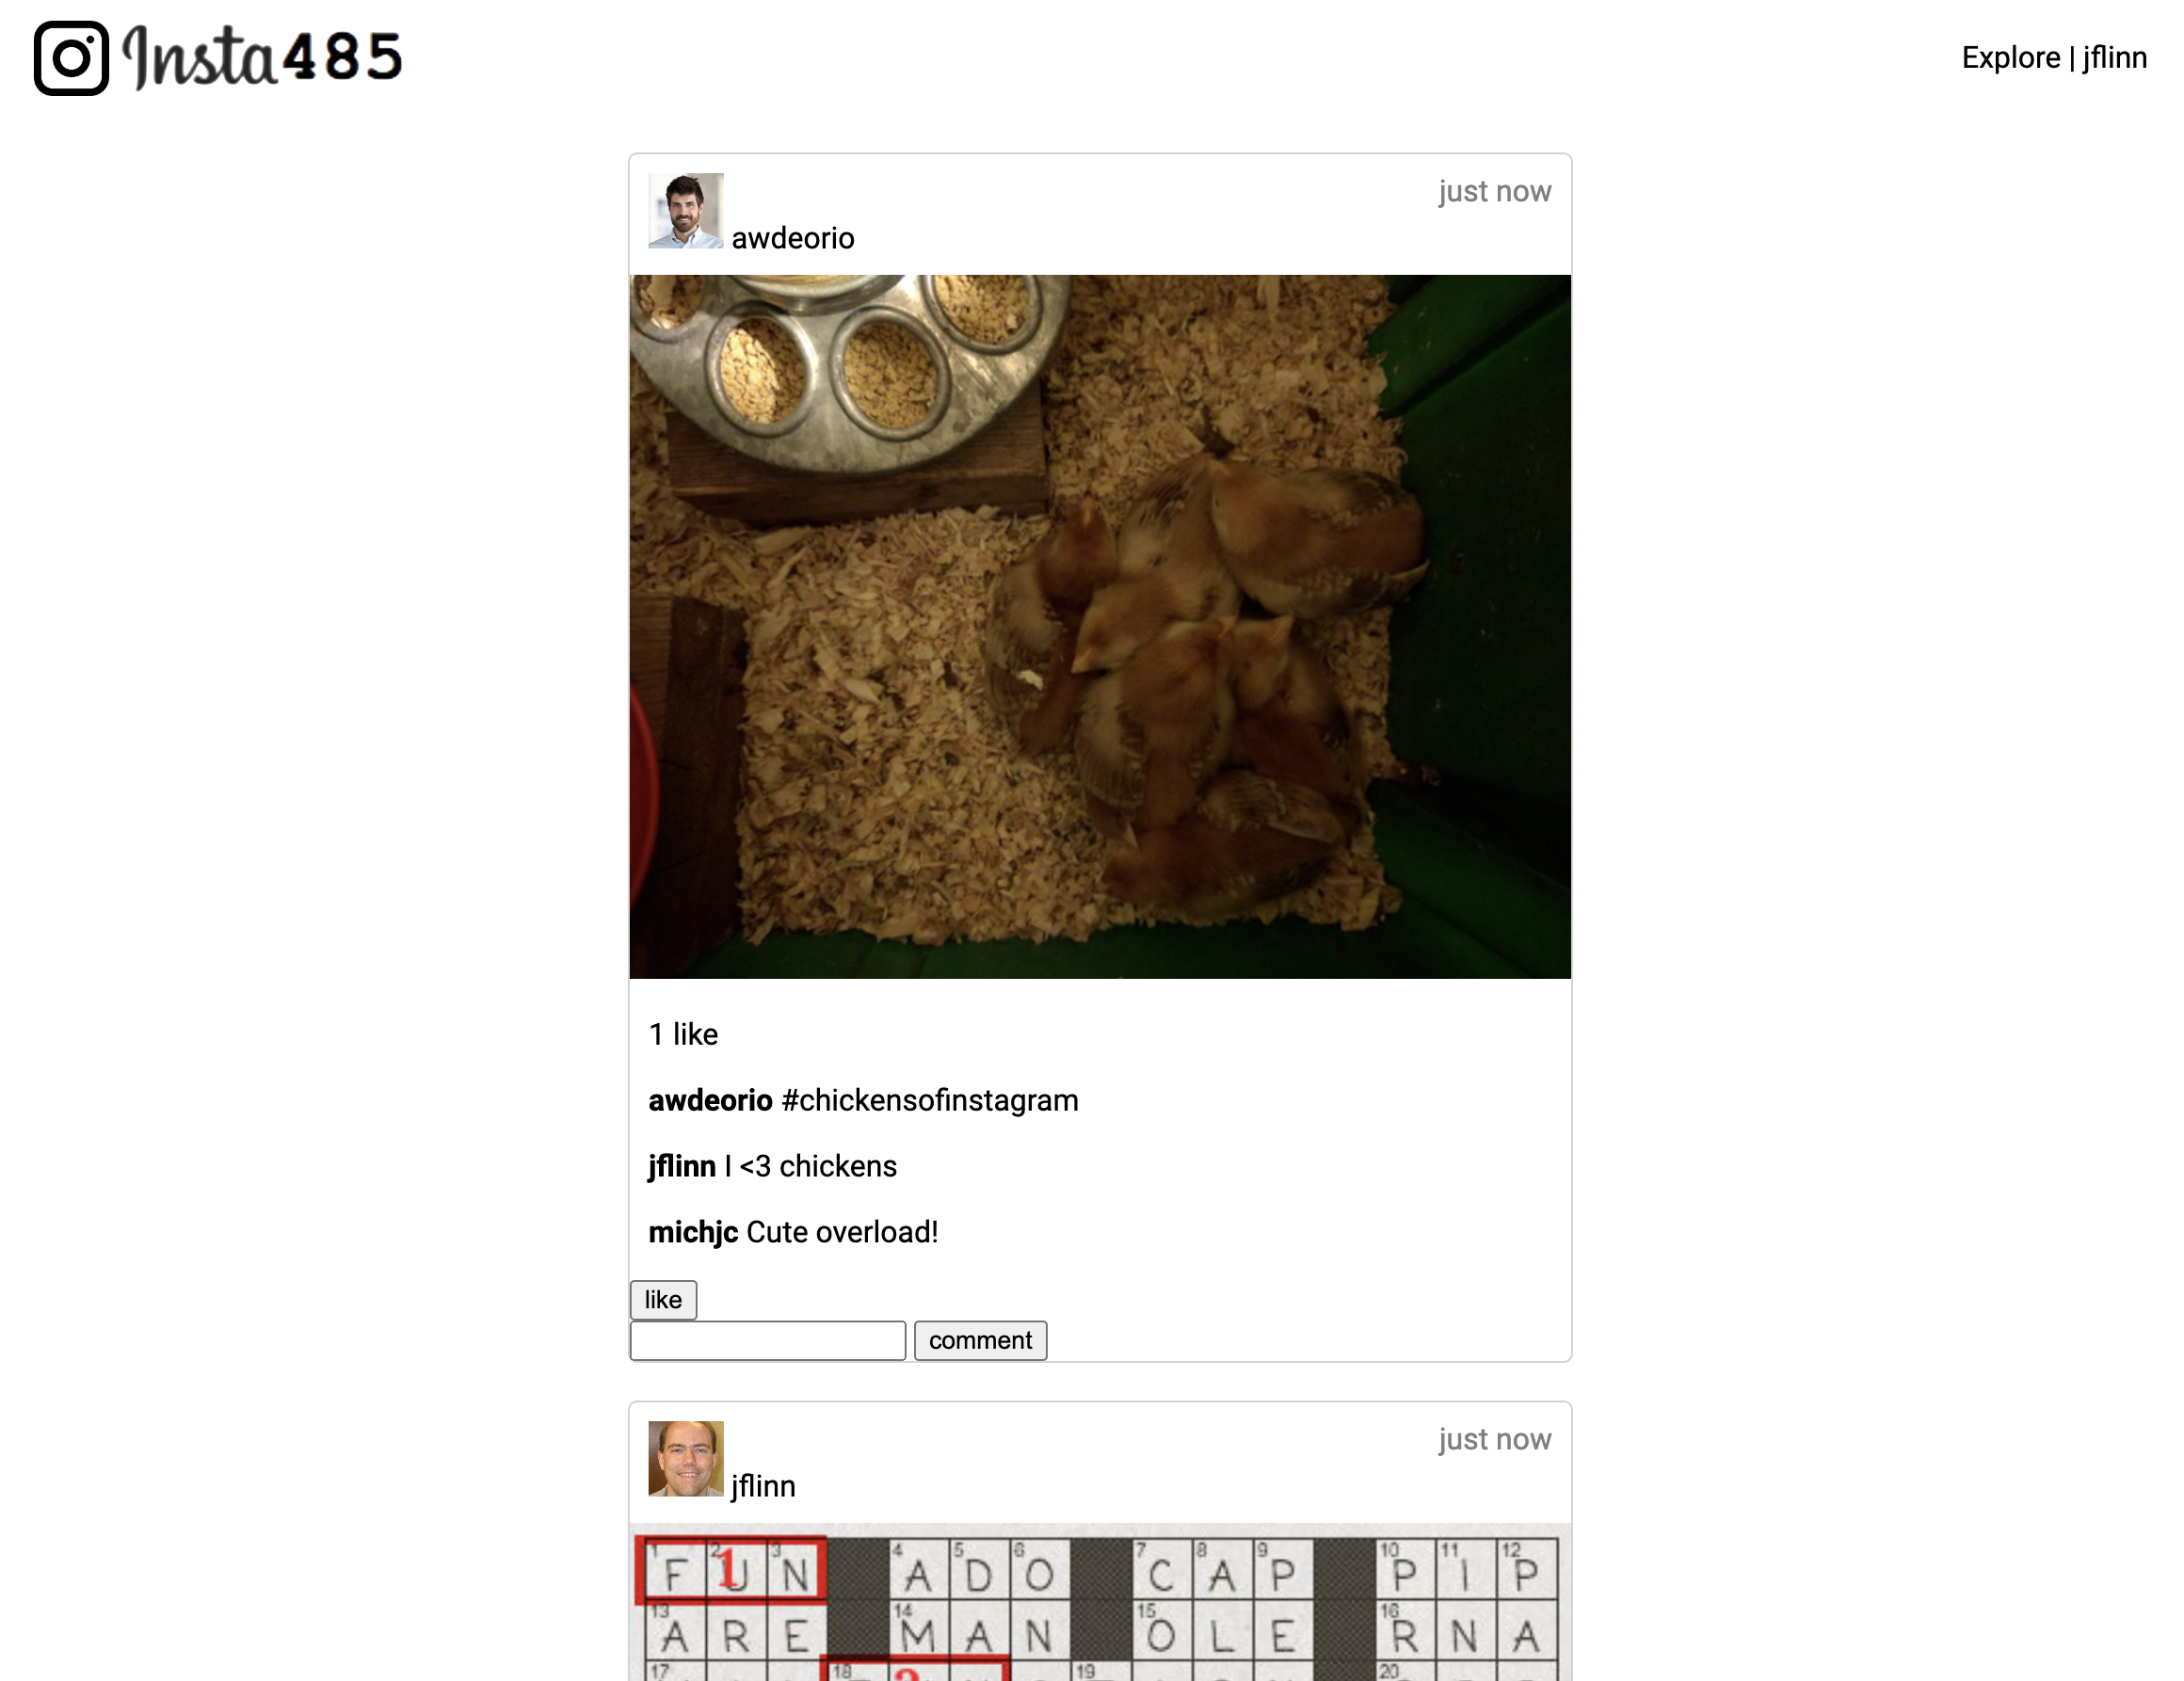 Insta485
Explore | jflinn
just now
awdeorio
1 like
awdeorio #chickensofinstagram
jflinn I <3 chickens
michjc Cute overload!
like
comment
just now
jflinn
1 F 2 U 3 N 4 A 5 D 6 O 7 C 8 A 9 P 10 P 11 I 12 P
1
13 A R E 14 M A N 15 O L E 16 R N A
17 18 19 20